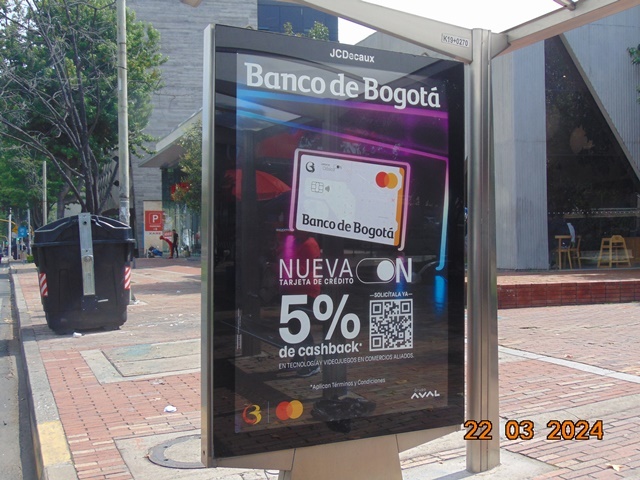 K19+0270
JCDecaux
Banco de Bogotá
Banco de Bogotá
NUEVA ON
TARJETA DE CRÉDITO
5%
de cashback*
SOLICÍTALA YA
EN TECNOLOGÍA Y VIDEOJUEGOS EN COMERCIOS ALIADOS.
*Aplican Términos y Condiciones
AVAL
P
22 03 2024